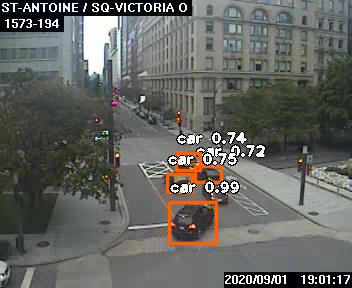 ST-ANTOINE / SQ-VICTORIA O
1573-194
car 0.74
car 0.72
car 0.75
car 0.99
2020/09/01 19:01:17